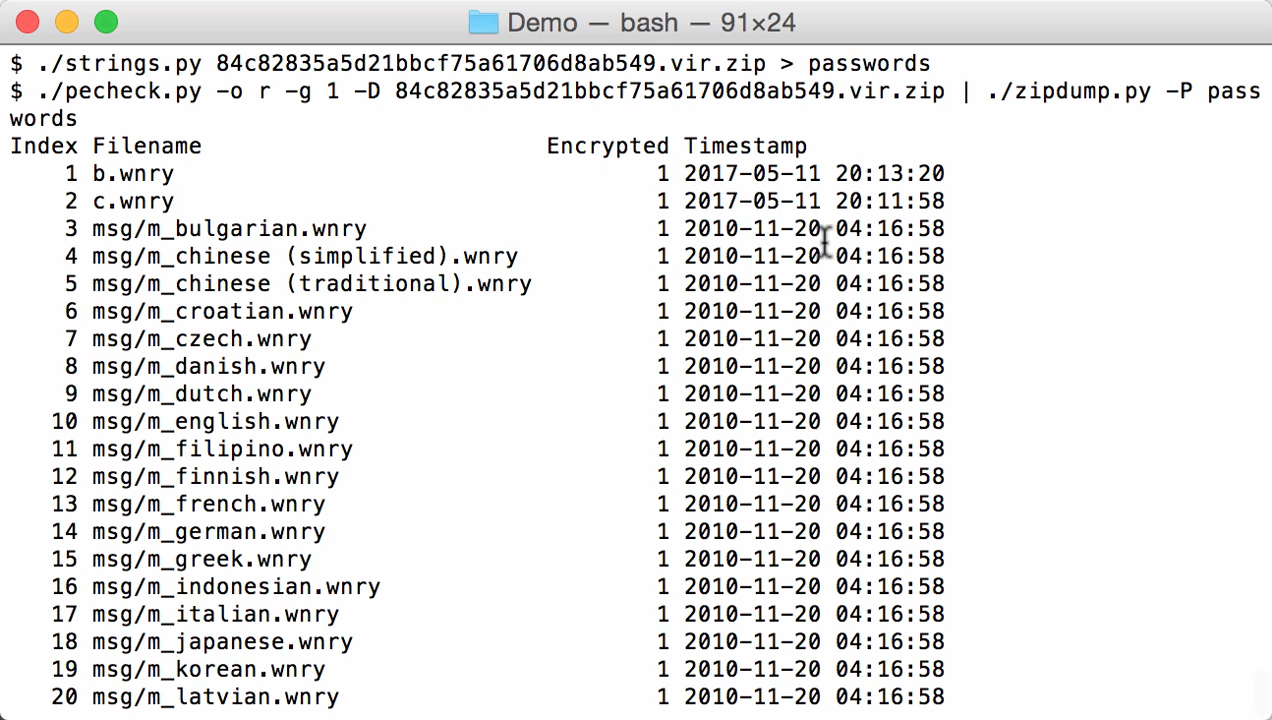 Demo — bash — 91×24
$ ./strings.py 84c82835a5d21bbcf75a61706d8ab549.vir.zip > passwords
$ ./pecheck.py -o r -g 1 -D 84c82835a5d21bbcf75a61706d8ab549.vir.zip | ./zipdump.py -P pass
words
Index Filename Encrypted Timestamp
1 b.wnry 1 2017-05-11 20:13:20
2 c.wnry 1 2017-05-11 20:11:58
3 msg/m_bulgarian.wnry 1 2010-11-20 04:16:58
4 msg/m_chinese (simplified).wnry 1 2010-11-20 04:16:58
5 msg/m_chinese (traditional).wnry 1 2010-11-20 04:16:58
6 msg/m_croatian.wnry 1 2010-11-20 04:16:58
7 msg/m_czech.wnry 1 2010-11-20 04:16:58
8 msg/m_danish.wnry 1 2010-11-20 04:16:58
9 msg/m_dutch.wnry 1 2010-11-20 04:16:58
10 msg/m_english.wnry 1 2010-11-20 04:16:58
11 msg/m_filipino.wnry 1 2010-11-20 04:16:58
12 msg/m_finnish.wnry 1 2010-11-20 04:16:58
13 msg/m_french.wnry 1 2010-11-20 04:16:58
14 msg/m_german.wnry 1 2010-11-20 04:16:58
15 msg/m_greek.wnry 1 2010-11-20 04:16:58
16 msg/m_indonesian.wnry 1 2010-11-20 04:16:58
17 msg/m_italian.wnry 1 2010-11-20 04:16:58
18 msg/m_japanese.wnry 1 2010-11-20 04:16:58
19 msg/m_korean.wnry 1 2010-11-20 04:16:58
20 msg/m_latvian.wnry 1 2010-11-20 04:16:58